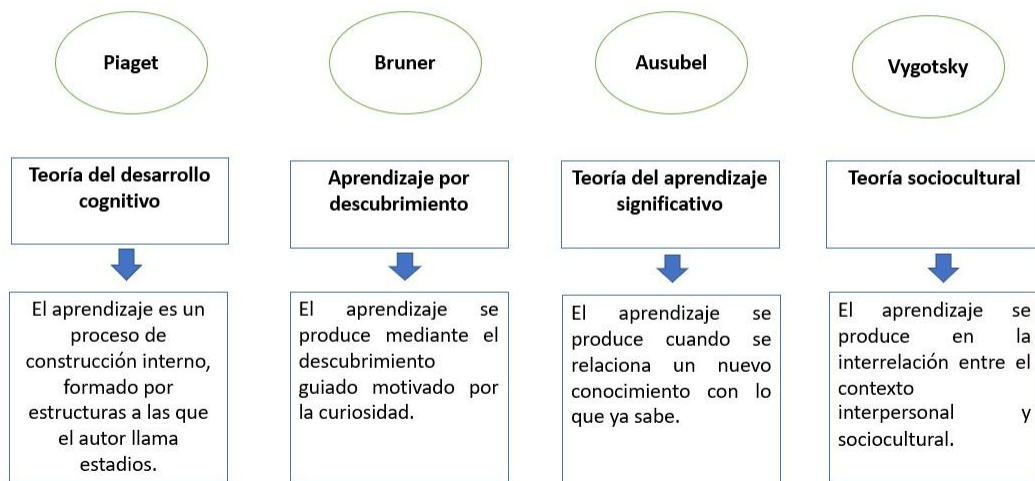 Piaget
Bruner
Ausubel
Vygotsky
Teoría del desarrollo
cognitivo
Aprendizaje por
descubrimiento
Teoría del aprendizaje
significativo
Teoría sociocultural
El aprendizaje es un
proceso de
construcción interno,
formado por
estructuras a las que
el autor llama
estadios.
El aprendizaje se
produce mediante el
descubrimiento
guiado motivado por
la curiosidad.
El aprendizaje se
produce cuando se
relaciona un nuevo
conocimiento con lo
que ya sabe.
El aprendizaje se
produce en la
interrelación entre el
contexto
interpersonal y
sociocultural.